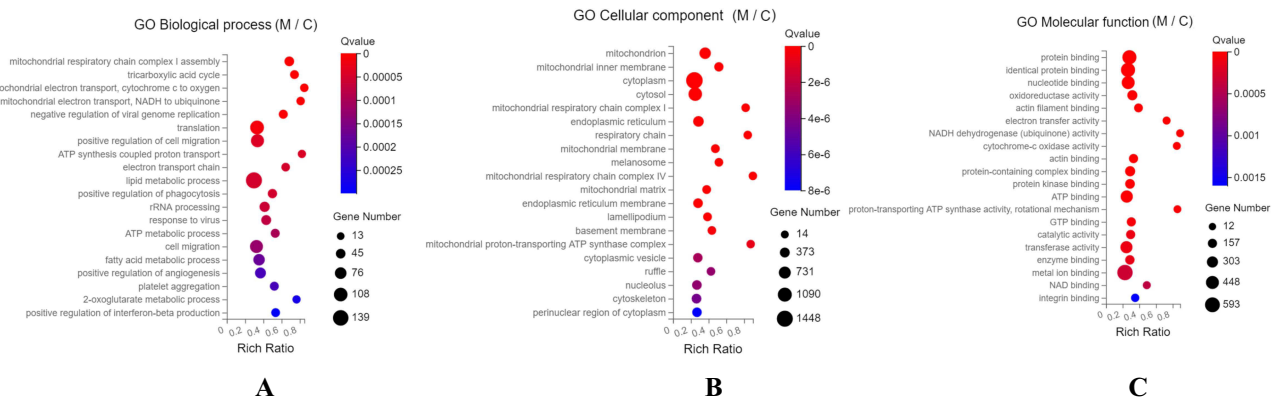 GO Biological process (M / C)
mitochondrial respiratory chain complex I assembly
tricarboxylic acid cycle
ochondrial electron transport, cytochrome c to oxygen
mitochondrial electron transport, NADH to ubiquinone
negative regulation of viral genome replication
translation
positive regulation of cell migration
ATP synthesis coupled proton transport
electron transport chain
lipid metabolic process
positive regulation of phagocytosis
rRNA processing
response to virus
ATP metabolic process
cell migration
fatty acid metabolic process
positive regulation of angiogenesis
platelet aggregation
2-oxoglutarate metabolic process
positive regulation of interferon-beta production
0 0.2 0.4 0.6 0.8
Rich Ratio
Qvalue
0
0.00005
0.0001
0.00015
0.0002
0.00025
Gene Number
13
45
76
108
139
A
GO Cellular component (M / C)
mitochondrion
mitochondrial inner membrane
cytoplasm
cytosol
mitochondrial respiratory chain complex I
endoplasmic reticulum
respiratory chain
mitochondrial membrane
melanosome
mitochondrial respiratory chain complex IV
mitochondrial matrix
endoplasmic reticulum membrane
lamellipodium
basement membrane
mitochondrial proton-transporting ATP synthase complex
cytoplasmic vesicle
ruffle
nucleolus
cytoskeleton
perinuclear region of cytoplasm
0 0.2 0.4 0.6 0.8
Rich Ratio
Qvalue
0
2e-6
4e-6
6e-6
8e-6
Gene Number
14
373
731
1090
1448
B
GO Molecular function (M / C)
protein binding
identical protein binding
nucleotide binding
oxidoreductase activity
actin filament binding
electron transfer activity
NADH dehydrogenase (ubiquinone) activity
cytochrome-c oxidase activity
actin binding
protein-containing complex binding
protein kinase binding
ATP binding
proton-transporting ATP synthase activity, rotational mechanism
GTP binding
catalytic activity
transferase activity
enzyme binding
metal ion binding
NAD binding
integrin binding
0 0.2 0.4 0.6 0.8
Rich Ratio
Qvalue
0
0.0005
0.001
0.0015
Gene Number
12
157
303
448
593
C